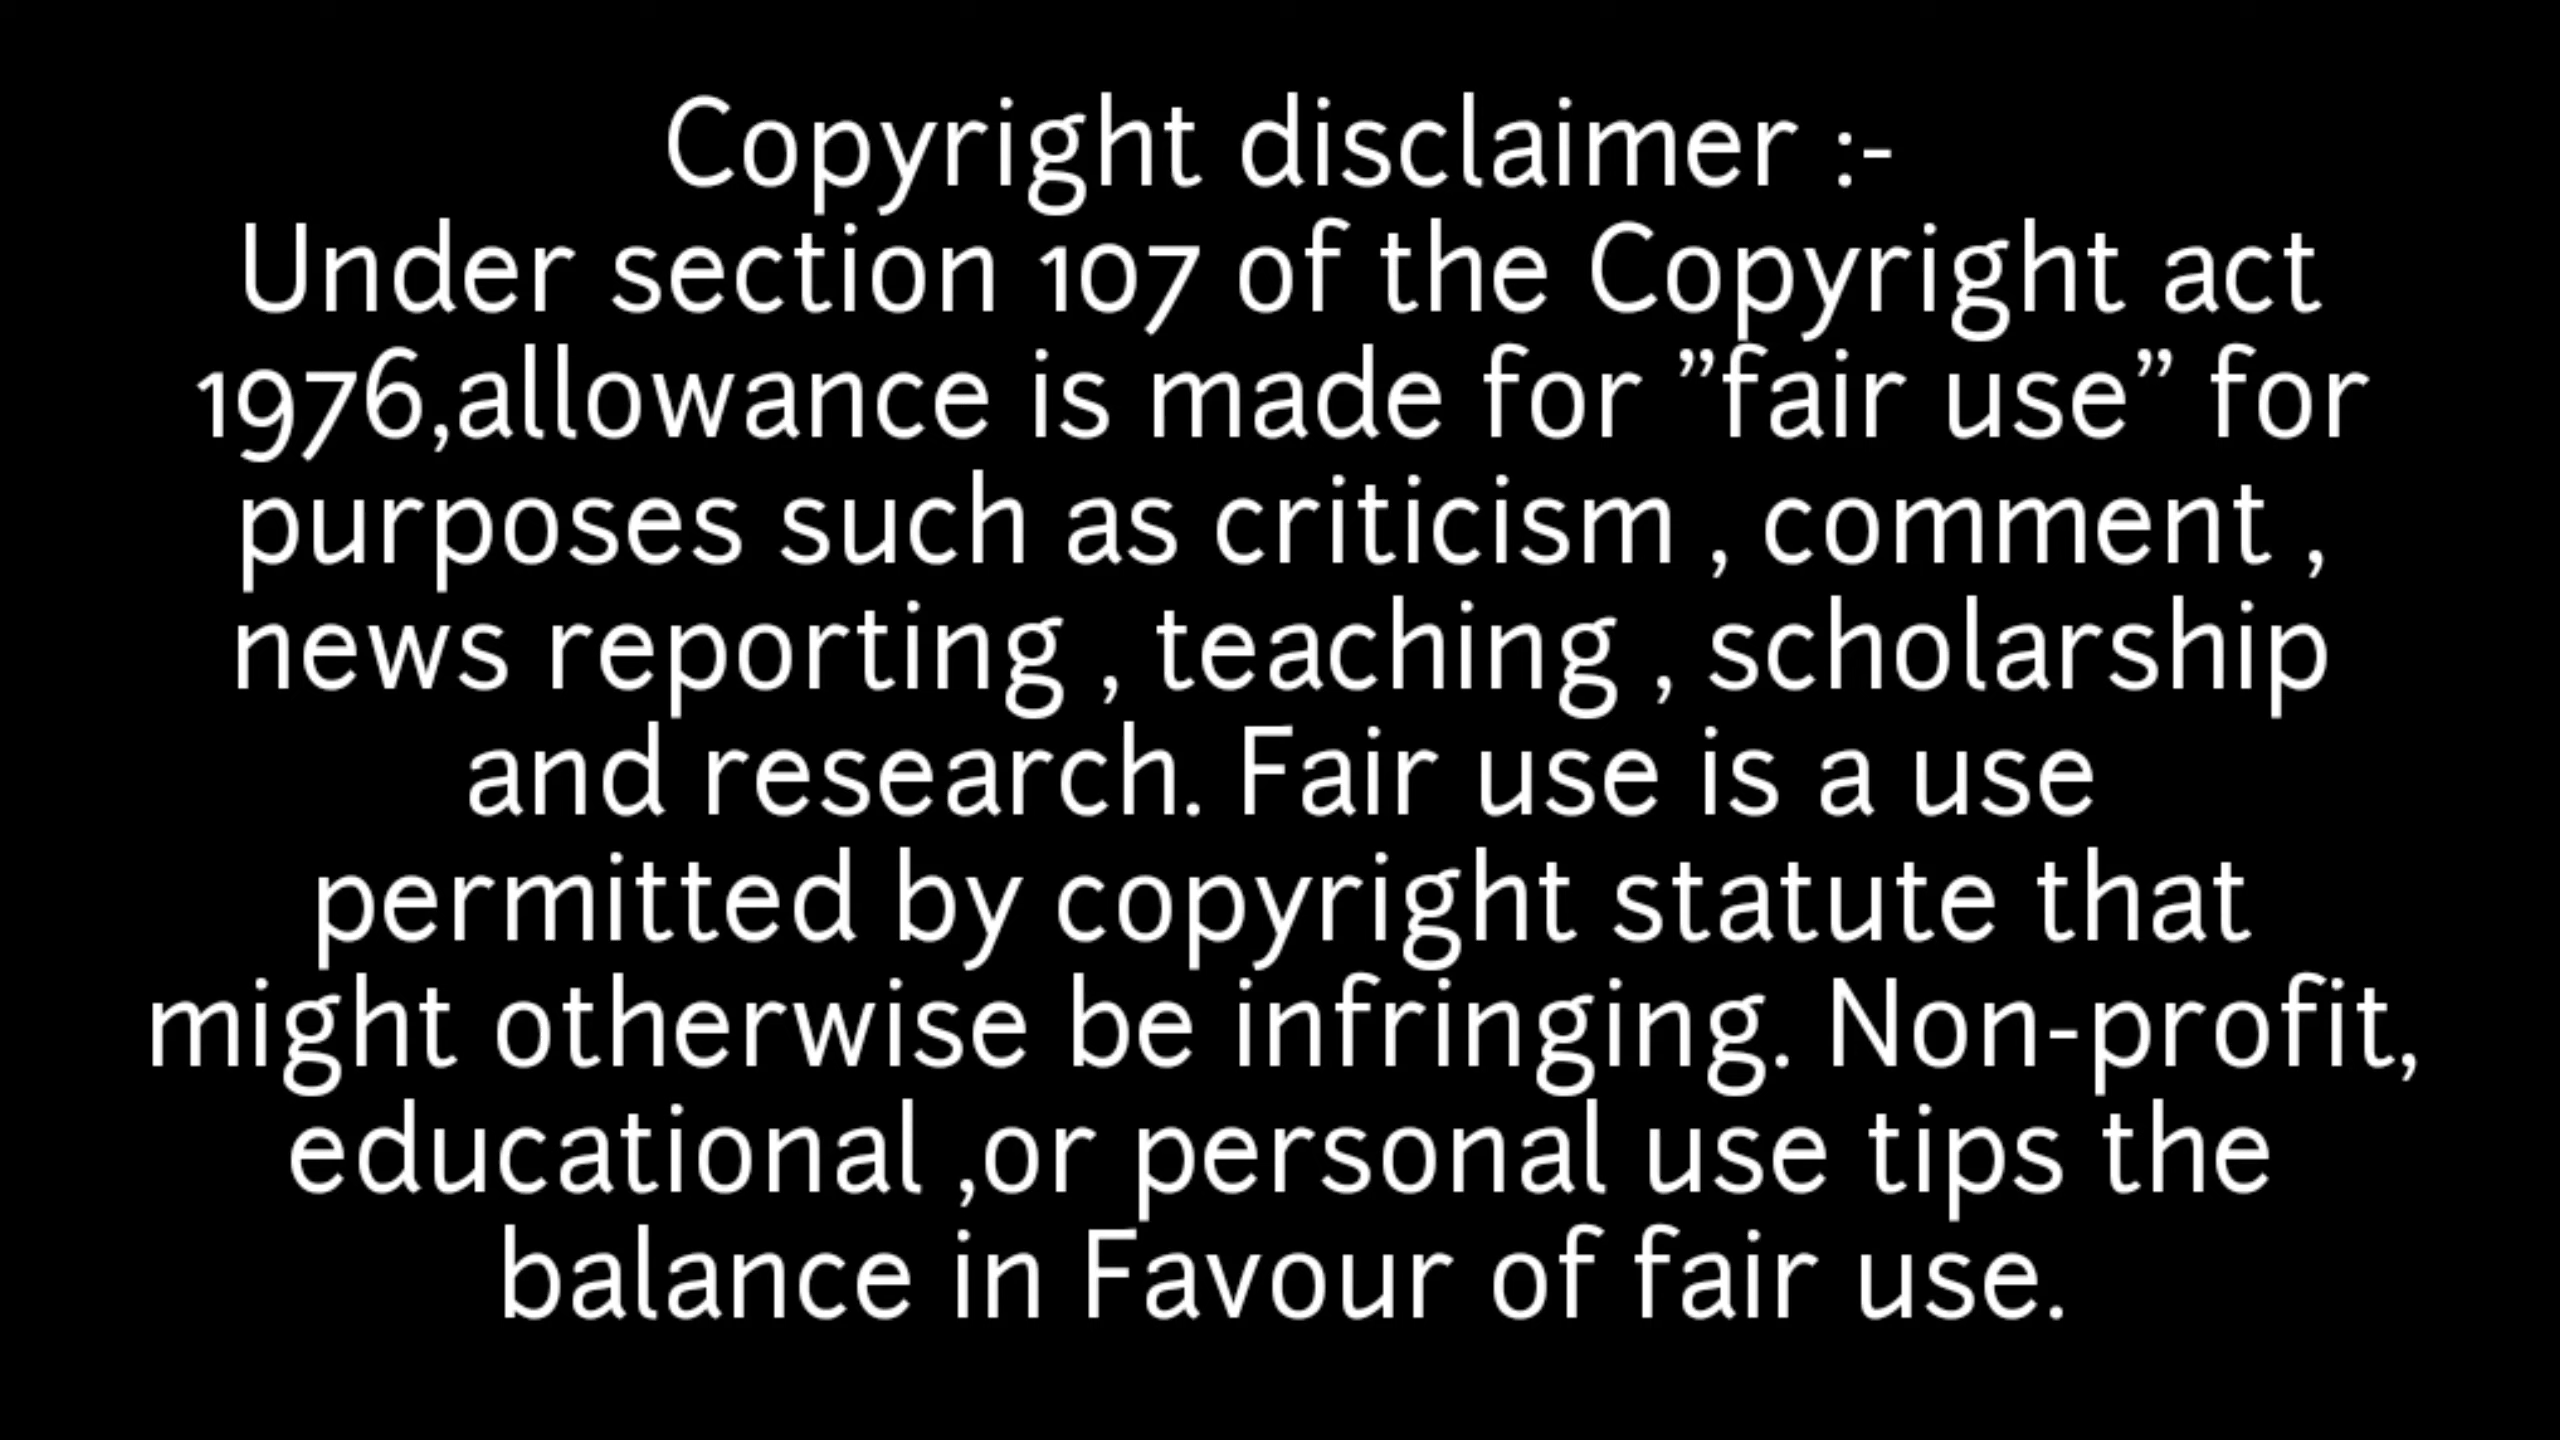 Copyright disclaimer :-
Under section 107 of the Copyright act
1976,allowance is made for ”fair use” for
purposes such as criticism , comment ,
news reporting , teaching , scholarship
and research. Fair use is a use
permitted by copyright statute that
might otherwise be infringing. Non-profit,
educational ,or personal use tips the
balance in Favour of fair use.